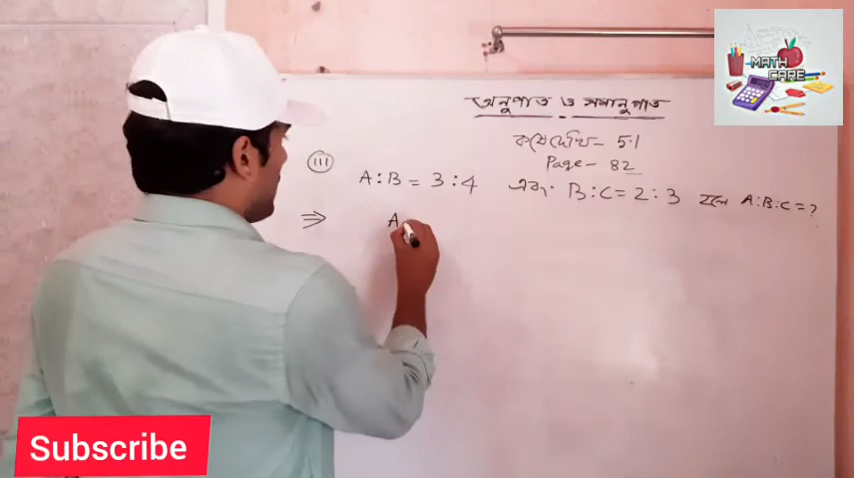 অনুপাত ও সমানুপাত
কষে দেখি – 5.1
Page – 82
(iii) A : B = 3 : 4 এবং B : C = 2 : 3 হলে A:B:C = ?
⇒ A
MATH CARE
Subscribe